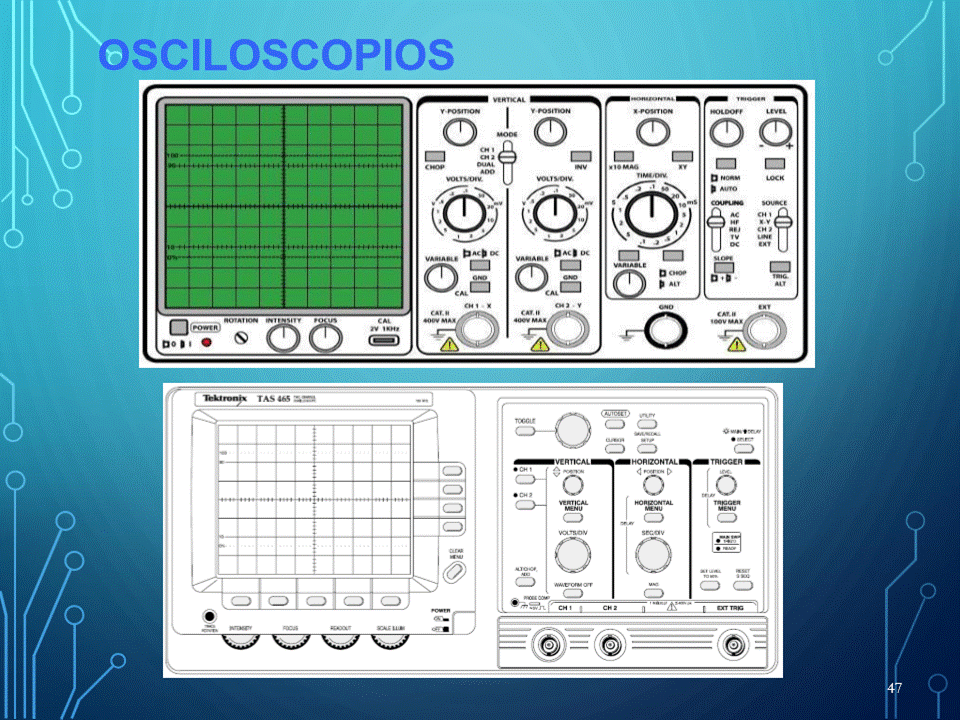 OSCILOSCOPIOS
VERTICAL
HORIZONTAL
TRIGGER
Y-POSITION
Y-POSITION
X-POSITION
HOLDOFF
LEVEL
- +
MODE
CH 1
CH 2
DUAL
ADD
CHOP
INV
x10 MAG
XY
NORM
AUTO
LOCK
VOLTS/DIV.
VOLTS/DIV.
TIME/DIV.
COUPLING
AC
HF
REJ
TV
DC
SOURCE
CH 1
X-Y
CH 2
LINE
EXT
AC DC
AC DC
VARIABLE
GND
CAL
VARIABLE
GND
CAL
VARIABLE
CHOP
ALT
SLOPE
+ -
TRIG.
ALT
100
90
10
0%
POWER
ROTATION
INTENSITY
FOCUS
CAL
2V 1KHz
CAT. II
400V MAX
CH 1 - X
CAT. II
400V MAX
CH 2 - Y
GND
CAT. II
100V MAX
EXT
Tektronix TAS 465
100
90
10
0%
CLEAR
MENU
POWER
INTENSITY
FOCUS
READOUT
SCALE ILLUM
TOGGLE
AUTOSET
UTILITY
CURSOR
SAVE/RECALL
SETUP
MAIN/DELAY
SELECT
VERTICAL
HORIZONTAL
TRIGGER
CH 1
CH 2
POSITION
POSITION
LEVEL
DELAY
VERTICAL
MENU
HORIZONTAL
MENU
TRIGGER
MENU
DELAY
VOLTS/DIV
SEC/DIV
READY
ALT/CHOP,
ADD
WAVEFORM OFF
MAG
SET LEVEL
RESET
PROBE COMP
CH 1
CH 2
EXT TRIG
47